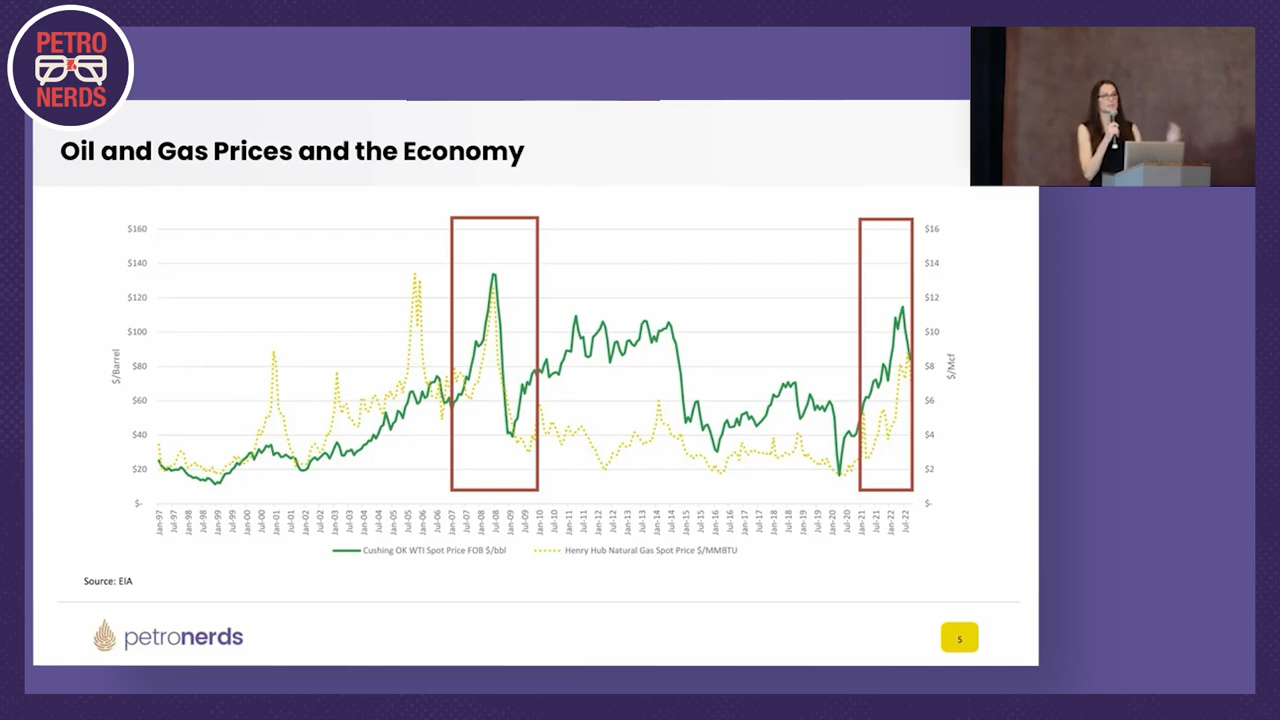 PETRO
NERDS
Oil and Gas Prices and the Economy
$160
$140
$120
$100
$80
$60
$40
$20
$-
$/Barrel
$16
$14
$12
$10
$8
$6
$4
$2
$-
$/Mcf
Jan-97
Jul-97
Jan-98
Jul-98
Jan-99
Jul-99
Jan-00
Jul-00
Jan-01
Jul-01
Jan-02
Jul-02
Jan-03
Jul-03
Jan-04
Jul-04
Jan-05
Jul-05
Jan-06
Jul-06
Jan-07
Jul-07
Jan-08
Jul-08
Jan-09
Jul-09
Jan-10
Jul-10
Jan-11
Jul-11
Jan-12
Jul-12
Jan-13
Jul-13
Jan-14
Jul-14
Jan-15
Jul-15
Jan-16
Jul-16
Jan-17
Jul-17
Jan-18
Jul-18
Jan-19
Jul-19
Jan-20
Jul-20
Jan-21
Jul-21
Jan-22
Jul-22
Cushing OK WTI Spot Price FOB $/bbl
Henry Hub Natural Gas Spot Price $/MMBTU
Source: EIA
petronerds
5